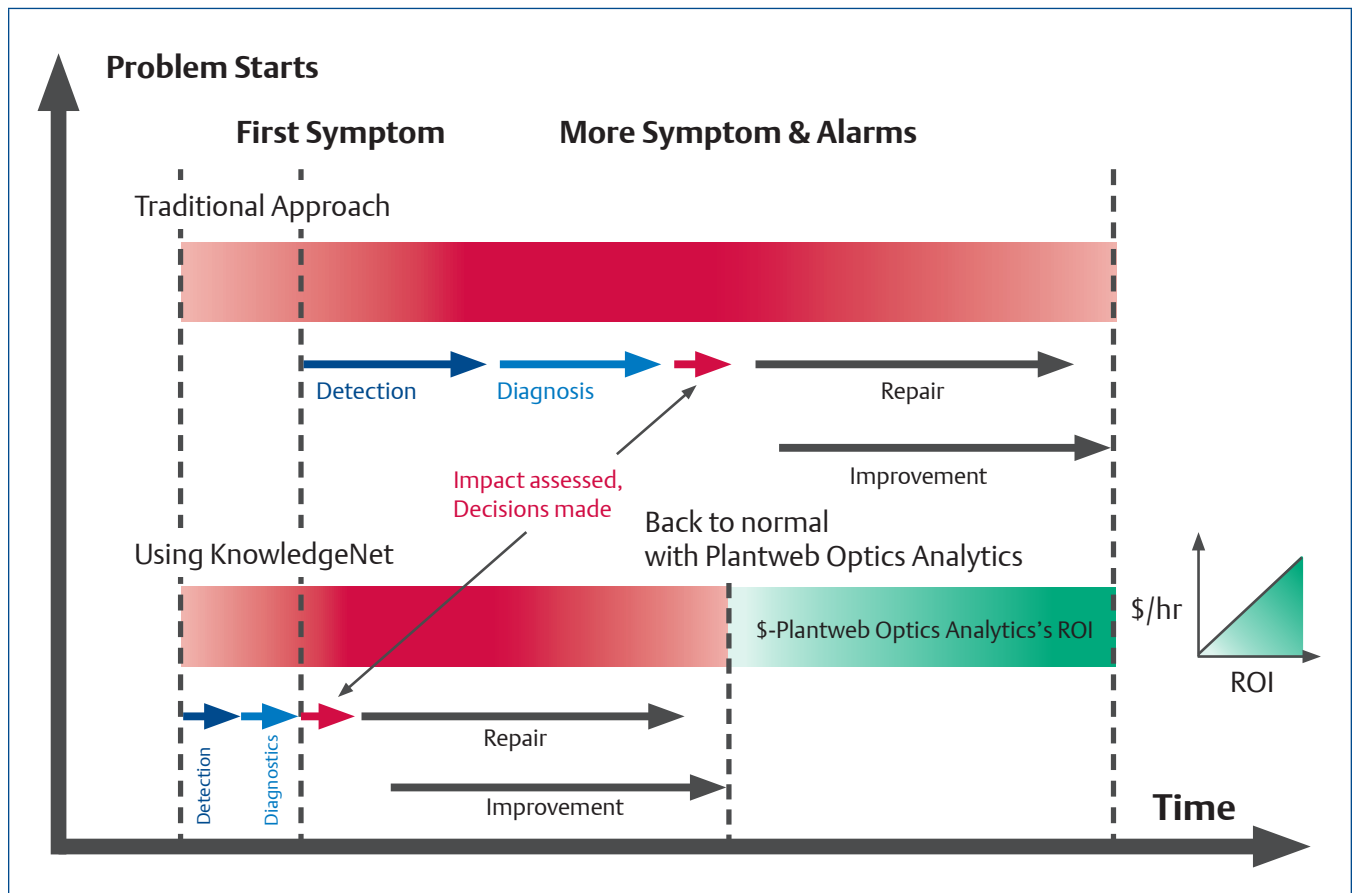 Problem Starts
First Symptom
More Symptom & Alarms
Traditional Approach
Detection
Diagnosis
Repair
Improvement
Impact assessed,
Decisions made
Back to normal
with Plantweb Optics Analytics
Using KnowledgeNet
$-Plantweb Optics Analytics's ROI
$/hr
ROI
Detection
Diagnostics
Repair
Improvement
Time